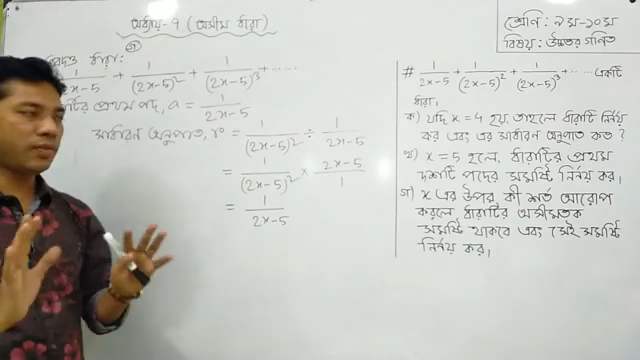 অধ্যায়-৭ (অসীম ধারা)
শ্রেণি: ৯ম-১০ম
বিষয়: উচ্চতর গণিত
গ
ধারা:
1/2x-5 + 1/(2x-5)² + 1/(2x-5)³ + ......
প্রথম পদ, a = 1/2x-5
সাধারন অনুপাত, r = 1/(2x-5)² ÷ 1/2x-5
= 1/(2x-5)² × 2x-5/1
= 1/2x-5
# 1/2x-5 + 1/(2x-5)² + 1/(2x-5)³ + ..... একটি
ধারা।
ক) যদি x = 4 হয়, তাহলে ধারাটি নির্ণয়
কর এবং এর সাধারন অনুপাত কত?
খ) x = 5 হলে, ধারাটির প্রথম
দশটি পদের সমষ্টি নির্ণয় কর।
গ) x এর উপর কী শর্ত আরোপ
করলে, ধারাটির অসীমতক
সমষ্টি থাকবে এবং সেই সমষ্টি
নির্ণয় কর।